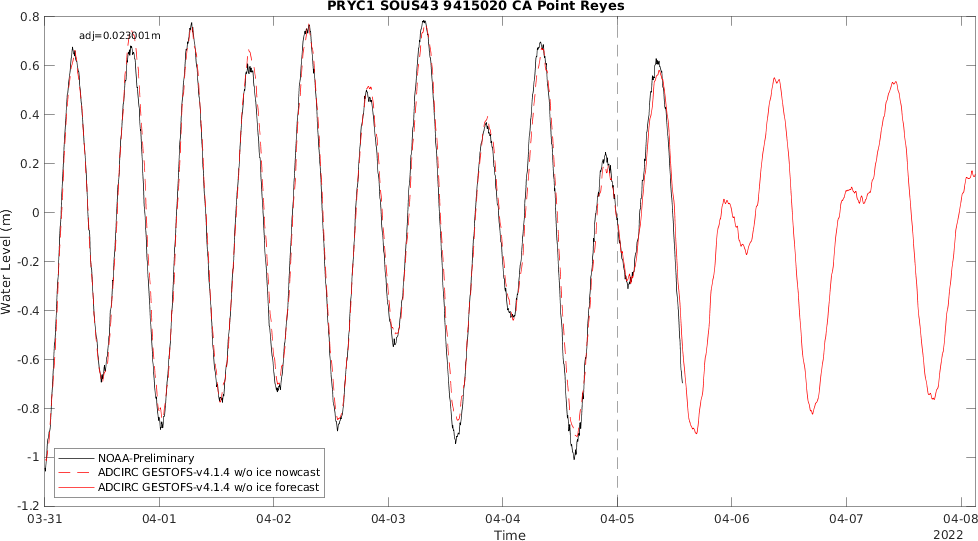 PRYC1 SOUS43 9415020 CA Point Reyes
adj=0.023001m
0.8
0.6
0.4
0.2
0
-0.2
-0.4
-0.6
-0.8
-1
-1.2
Water Level (m)
NOAA-Preliminary
ADCIRC GESTOFS-v4.1.4 w/o ice nowcast
ADCIRC GESTOFS-v4.1.4 w/o ice forecast
03-31 04-01 04-02 04-03 04-04 04-05 04-06 04-07 04-08
Time
2022